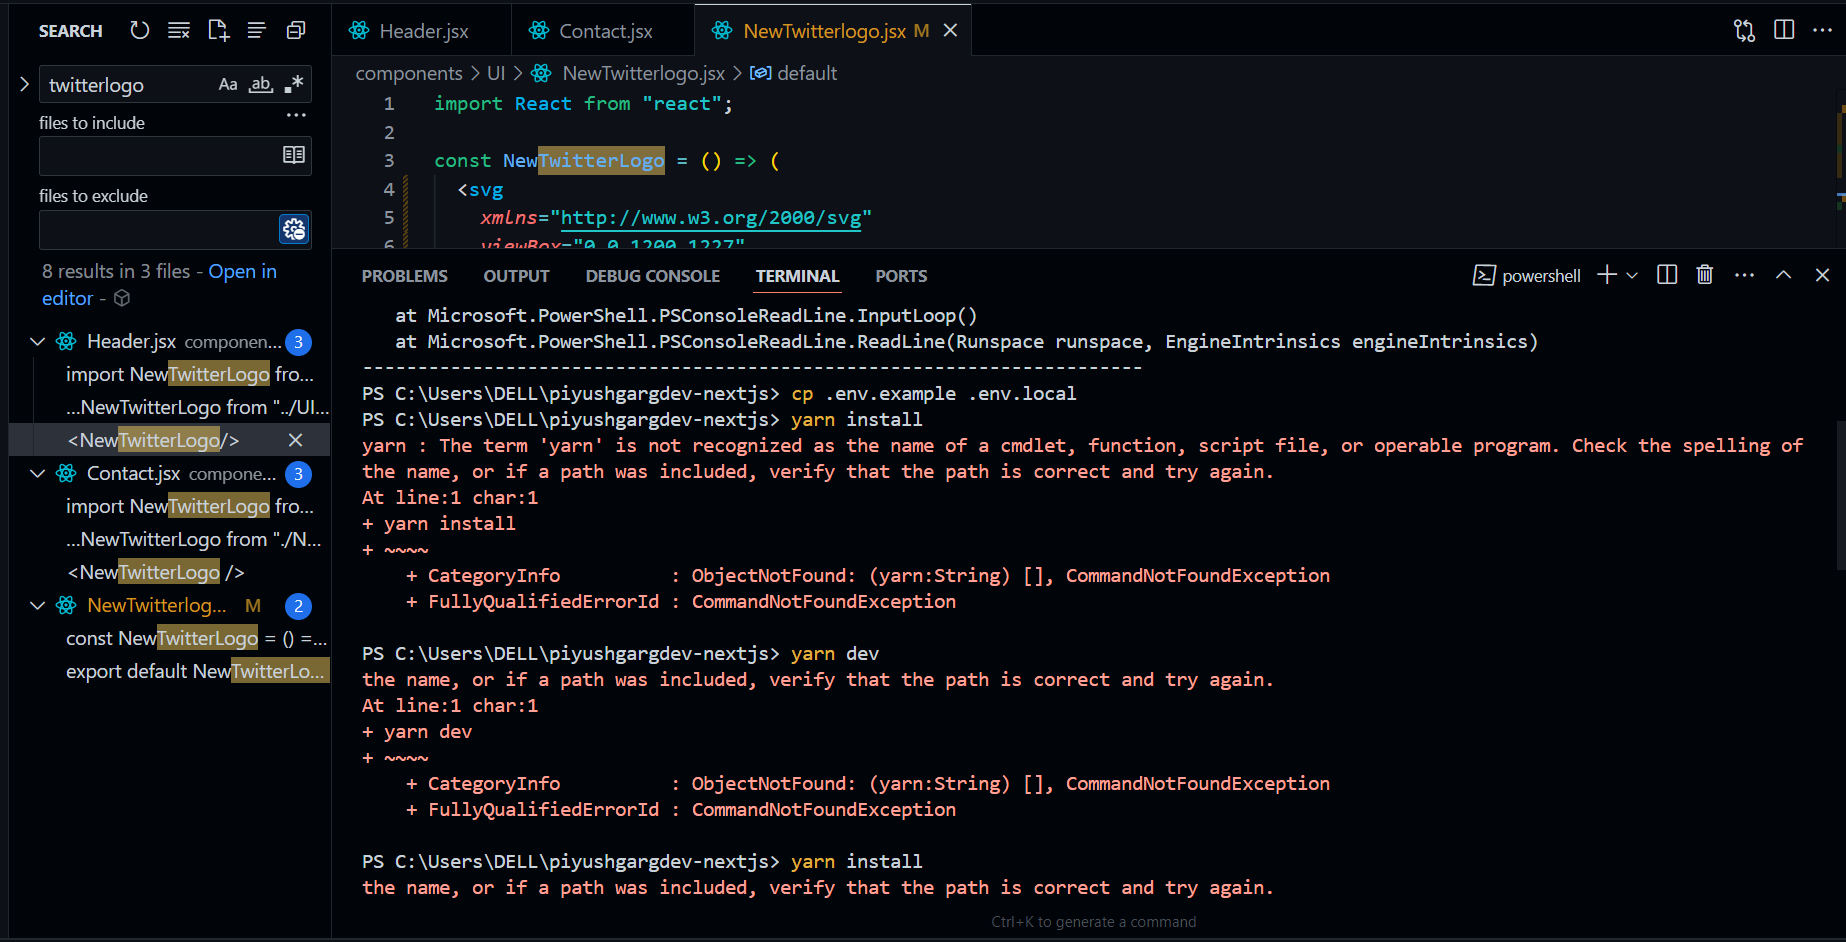 SEARCH
twitterlogo
Aa ab .*
files to include
...
files to exclude
8 results in 3 files - Open in
editor -
Header.jsx componen... 3
import NewTwitterLogo fro...
...NewTwitterLogo from "../UI...
<NewTwitterLogo/>
Contact.jsx compone... 3
import NewTwitterLogo fro...
...NewTwitterLogo from "./N...
<NewTwitterLogo />
NewTwitterlog... M 2
const NewTwitterLogo = () =...
export default NewTwitterLo...
Header.jsx
Contact.jsx
NewTwitterlogo.jsx M
components > UI > NewTwitterlogo.jsx > default
1 import React from "react";
2
3 const NewTwitterLogo = () => (
4 <svg
5 xmlns="http://www.w3.org/2000/svg"
6 viewBox="0 0 1200 1227"
PROBLEMS OUTPUT DEBUG CONSOLE TERMINAL PORTS
powershell
at Microsoft.PowerShell.PSConsoleReadLine.InputLoop()
at Microsoft.PowerShell.PSConsoleReadLine.ReadLine(Runspace runspace, EngineIntrinsics engineIntrinsics)
-----------------------------------------------------------------------
PS C:\Users\DELL\piyushgargdev-nextjs> cp .env.example .env.local
PS C:\Users\DELL\piyushgargdev-nextjs> yarn install
yarn : The term 'yarn' is not recognized as the name of a cmdlet, function, script file, or operable program. Check the spelling of
the name, or if a path was included, verify that the path is correct and try again.
At line:1 char:1
+ yarn install
+ ~~~~
+ CategoryInfo : ObjectNotFound: (yarn:String) [], CommandNotFoundException
+ FullyQualifiedErrorId : CommandNotFoundException
PS C:\Users\DELL\piyushgargdev-nextjs> yarn dev
the name, or if a path was included, verify that the path is correct and try again.
At line:1 char:1
+ yarn dev
+ ~~~~
+ CategoryInfo : ObjectNotFound: (yarn:String) [], CommandNotFoundException
+ FullyQualifiedErrorId : CommandNotFoundException
PS C:\Users\DELL\piyushgargdev-nextjs> yarn install
the name, or if a path was included, verify that the path is correct and try again.
Ctrl+K to generate a command